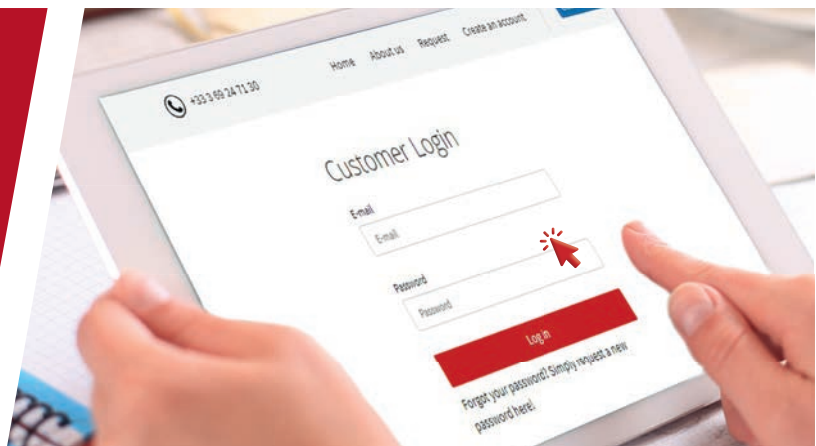 Home About us Request Create an account
+33 3 69 24 71 30
Customer Login
E-mail
E-mail
Password
Password
Log in
Forgot your password? Simply request a new
password here!